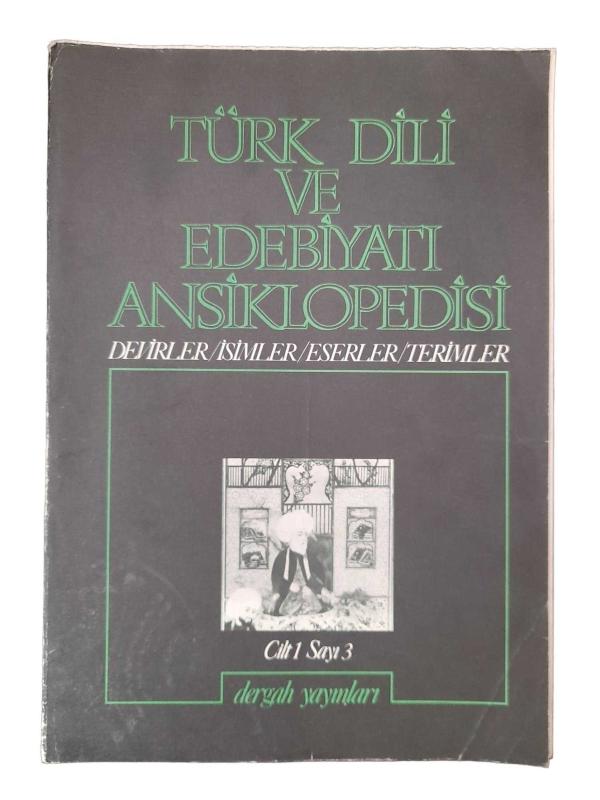 TÜRK DİLİ
VE
EDEBİYATI
ANSİKLOPEDİSİ
DEVİRLER/İSİMLER/ESERLER/TERİMLER
Cilt 1 Sayı 3
dergah yayınları